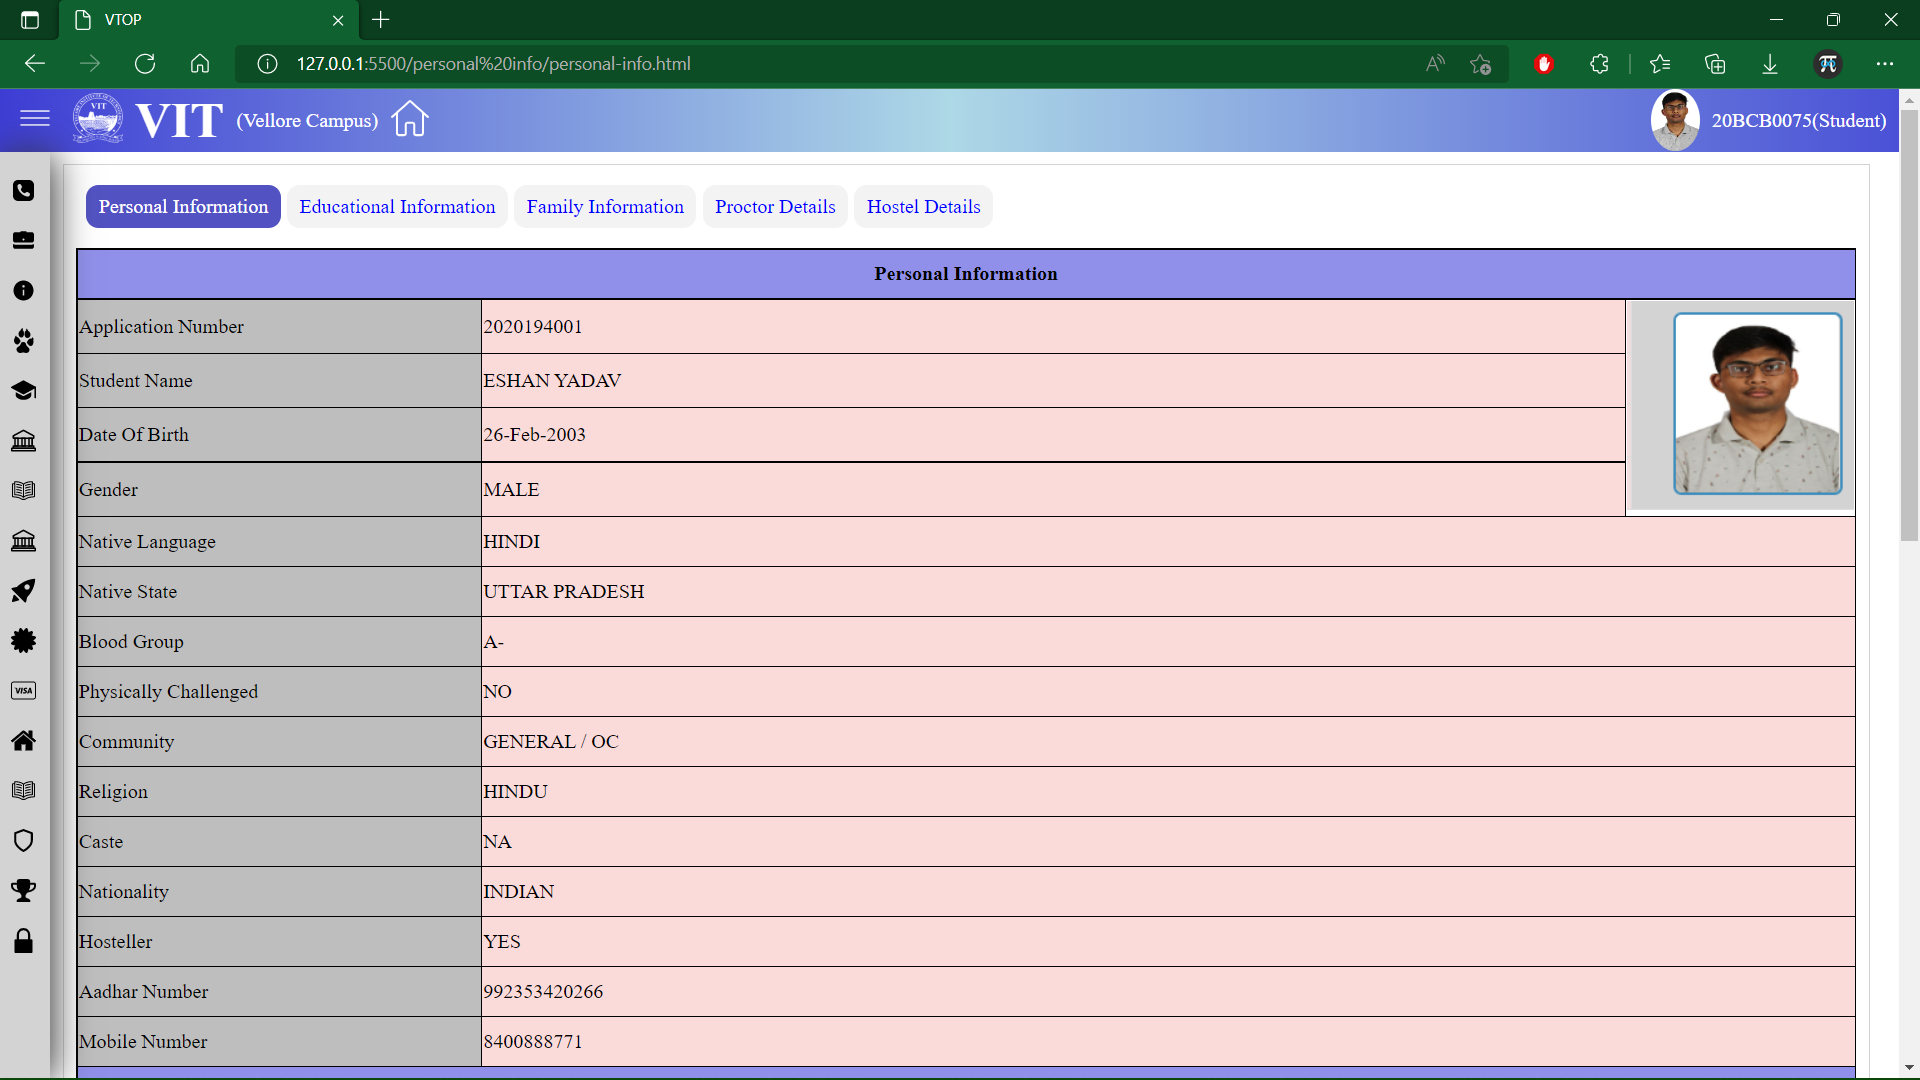 VTOP
127.0.0.1:5500/personal%20info/personal-info.html
VIT (Vellore Campus) 20BCB0075(Student)
Personal Information Educational Information Family Information Proctor Details Hostel Details
Personal Information
Application Number 2020194001
Student Name ESHAN YADAV
Date Of Birth 26-Feb-2003
Gender MALE
Native Language HINDI
Native State UTTAR PRADESH
Blood Group A-
Physically Challenged NO
Community GENERAL / OC
Religion HINDU
Caste NA
Nationality INDIAN
Hosteller YES
Aadhar Number 992353420266
Mobile Number 8400888771
VISA